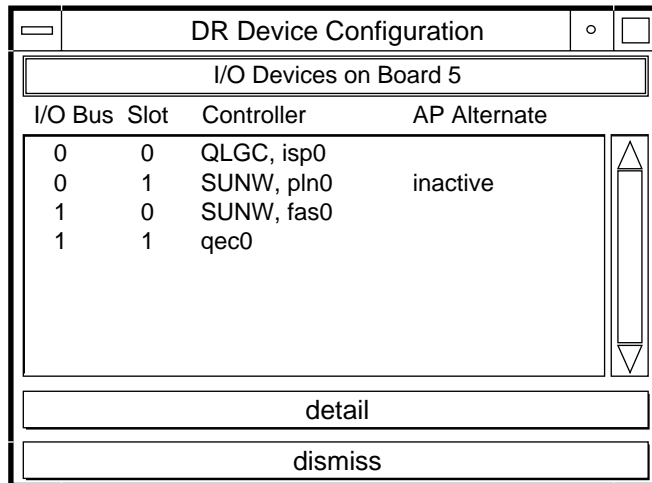 DR Device Configuration
I/O Devices on Board 5
I/O Bus Slot Controller AP Alternate
0 0 QLGC, isp0
0 1 SUNW, pln0 inactive
1 0 SUNW, fas0
1 1 qec0
detail
dismiss